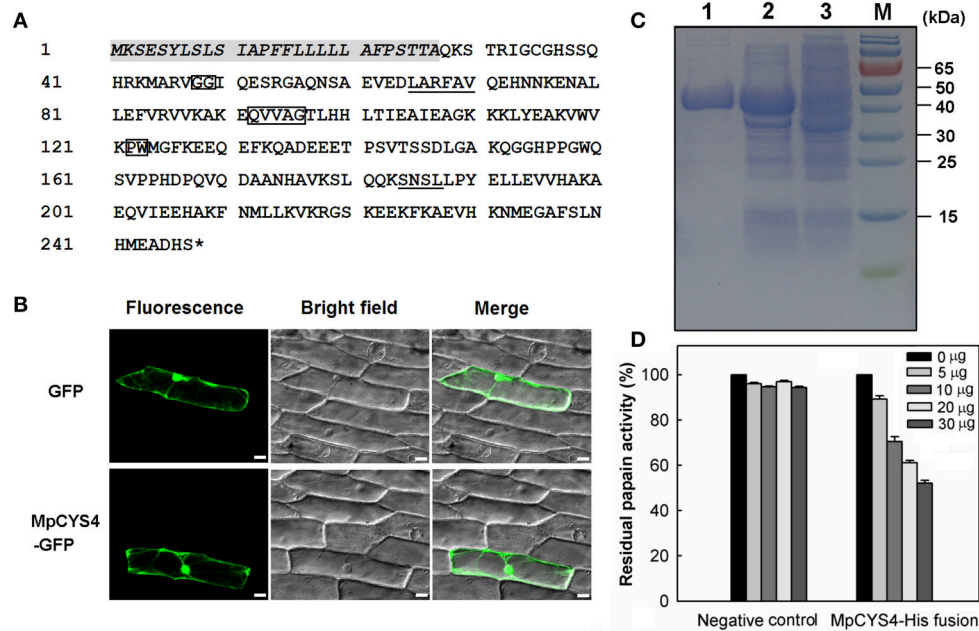 A
1 MKSESYLSLS IAPFFLLLLL AFPSTTAQKS TRIGCGHSSQ
41 HRKMARVGGI QESRGAQNSA EVEDLARFAV QEHNNKENAL
81 LEFVRVVKAK EQVVAGTLHH LTIEAIEAGK KKLYEAKVWV
121 KPWMGFKEEQ EFKQADEEET PSVTSSDLGA KQGGHPPGWQ
161 SVPPHDPQVQ DAANHAVKSL QQKSNSLLPY ELLEVVHAKA
201 EQVIEEHAKF NMLLKVKRGS KEEKFKAEVH KNMEGAFSLN
241 HMEADHS*
B
Fluorescence Bright field Merge
GFP
MpCYS4
-GFP
C
1 2 3 M (kDa)
65
50
40
30
25
15
D
Residual papain activity (%)
100
80
60
40
20
0
0 µg
5 µg
10 µg
20 µg
30 µg
Negative control MpCYS4-His fusion